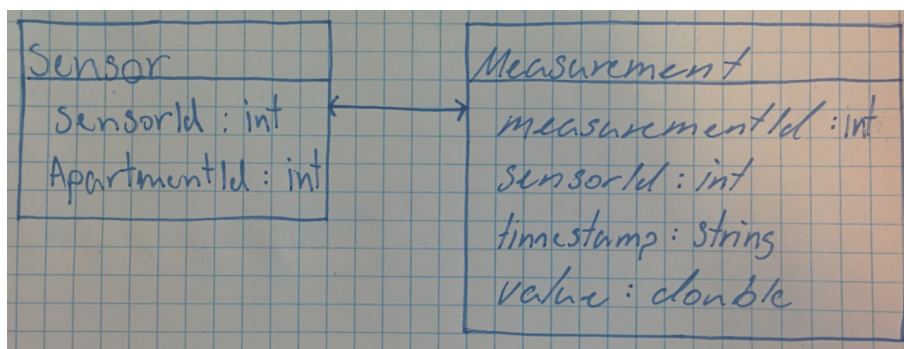 Sensor
sensorId : int
ApartmentId : int
Measurement
measurementId : int
sensorId : int
timestamp : string
value : double